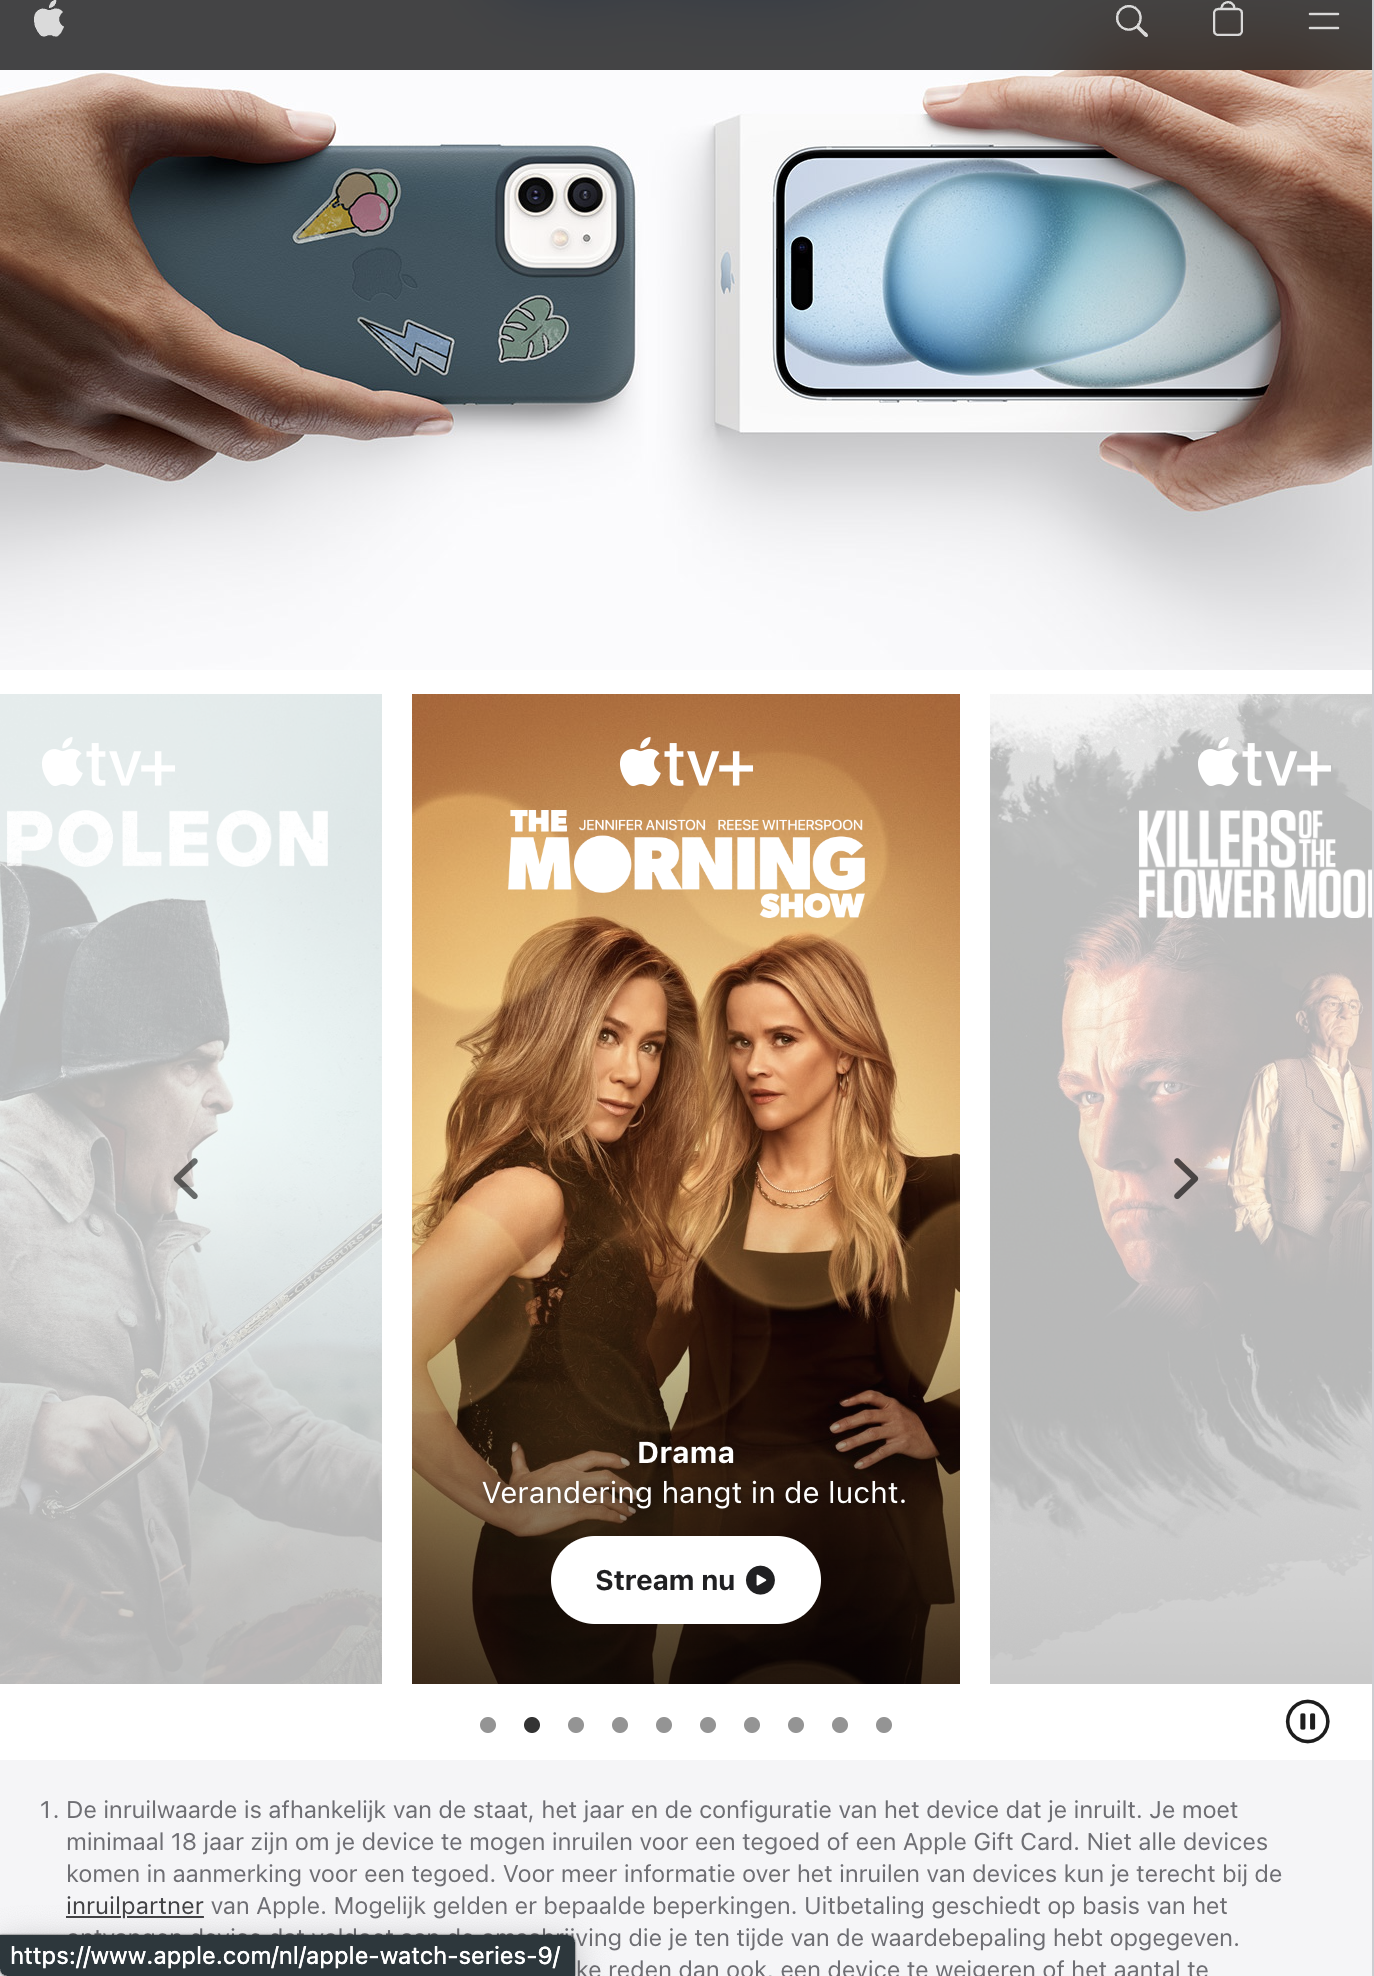 tv+
POLEON
tv+
THE JENNIFER ANISTON REESE WITHERSPOON
MORNING
SHOW
Drama
Verandering hangt in de lucht.
Stream nu
tv+
KILLERS OF THE
FLOWER MOO
1. De inruilwaarde is afhankelijk van de staat, het jaar en de configuratie van het device dat je inruilt. Je moet
minimaal 18 jaar zijn om je device te mogen inruilen voor een tegoed of een Apple Gift Card. Niet alle devices
komen in aanmerking voor een tegoed. Voor meer informatie over het inruilen van devices kun je terecht bij de
inruilpartner van Apple. Mogelijk gelden er bepaalde beperkingen. Uitbetaling geschiedt op basis van het
die je ten tijde van de waardebepaling hebt opgegeven.
https://www.apple.com/nl/apple-watch-series-9/
reden dan ook, een device te weigeren of het aantal te